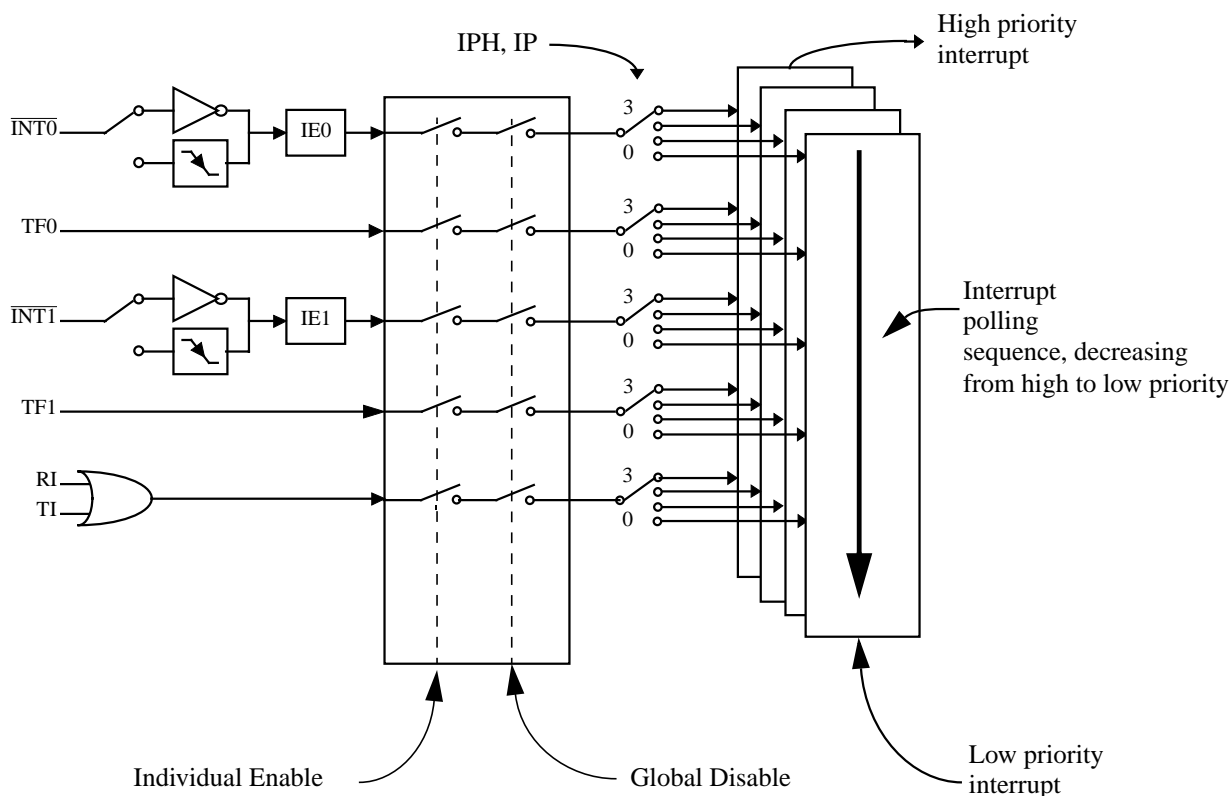 High priority
interrupt
IPH, IP
INT0
IE0
3
0
TF0
3
0
INT1
IE1
3
0
Interrupt
polling
sequence, decreasing
from high to low priority
TF1
3
0
RI
TI
3
0
Individual Enable
Global Disable
Low priority
interrupt